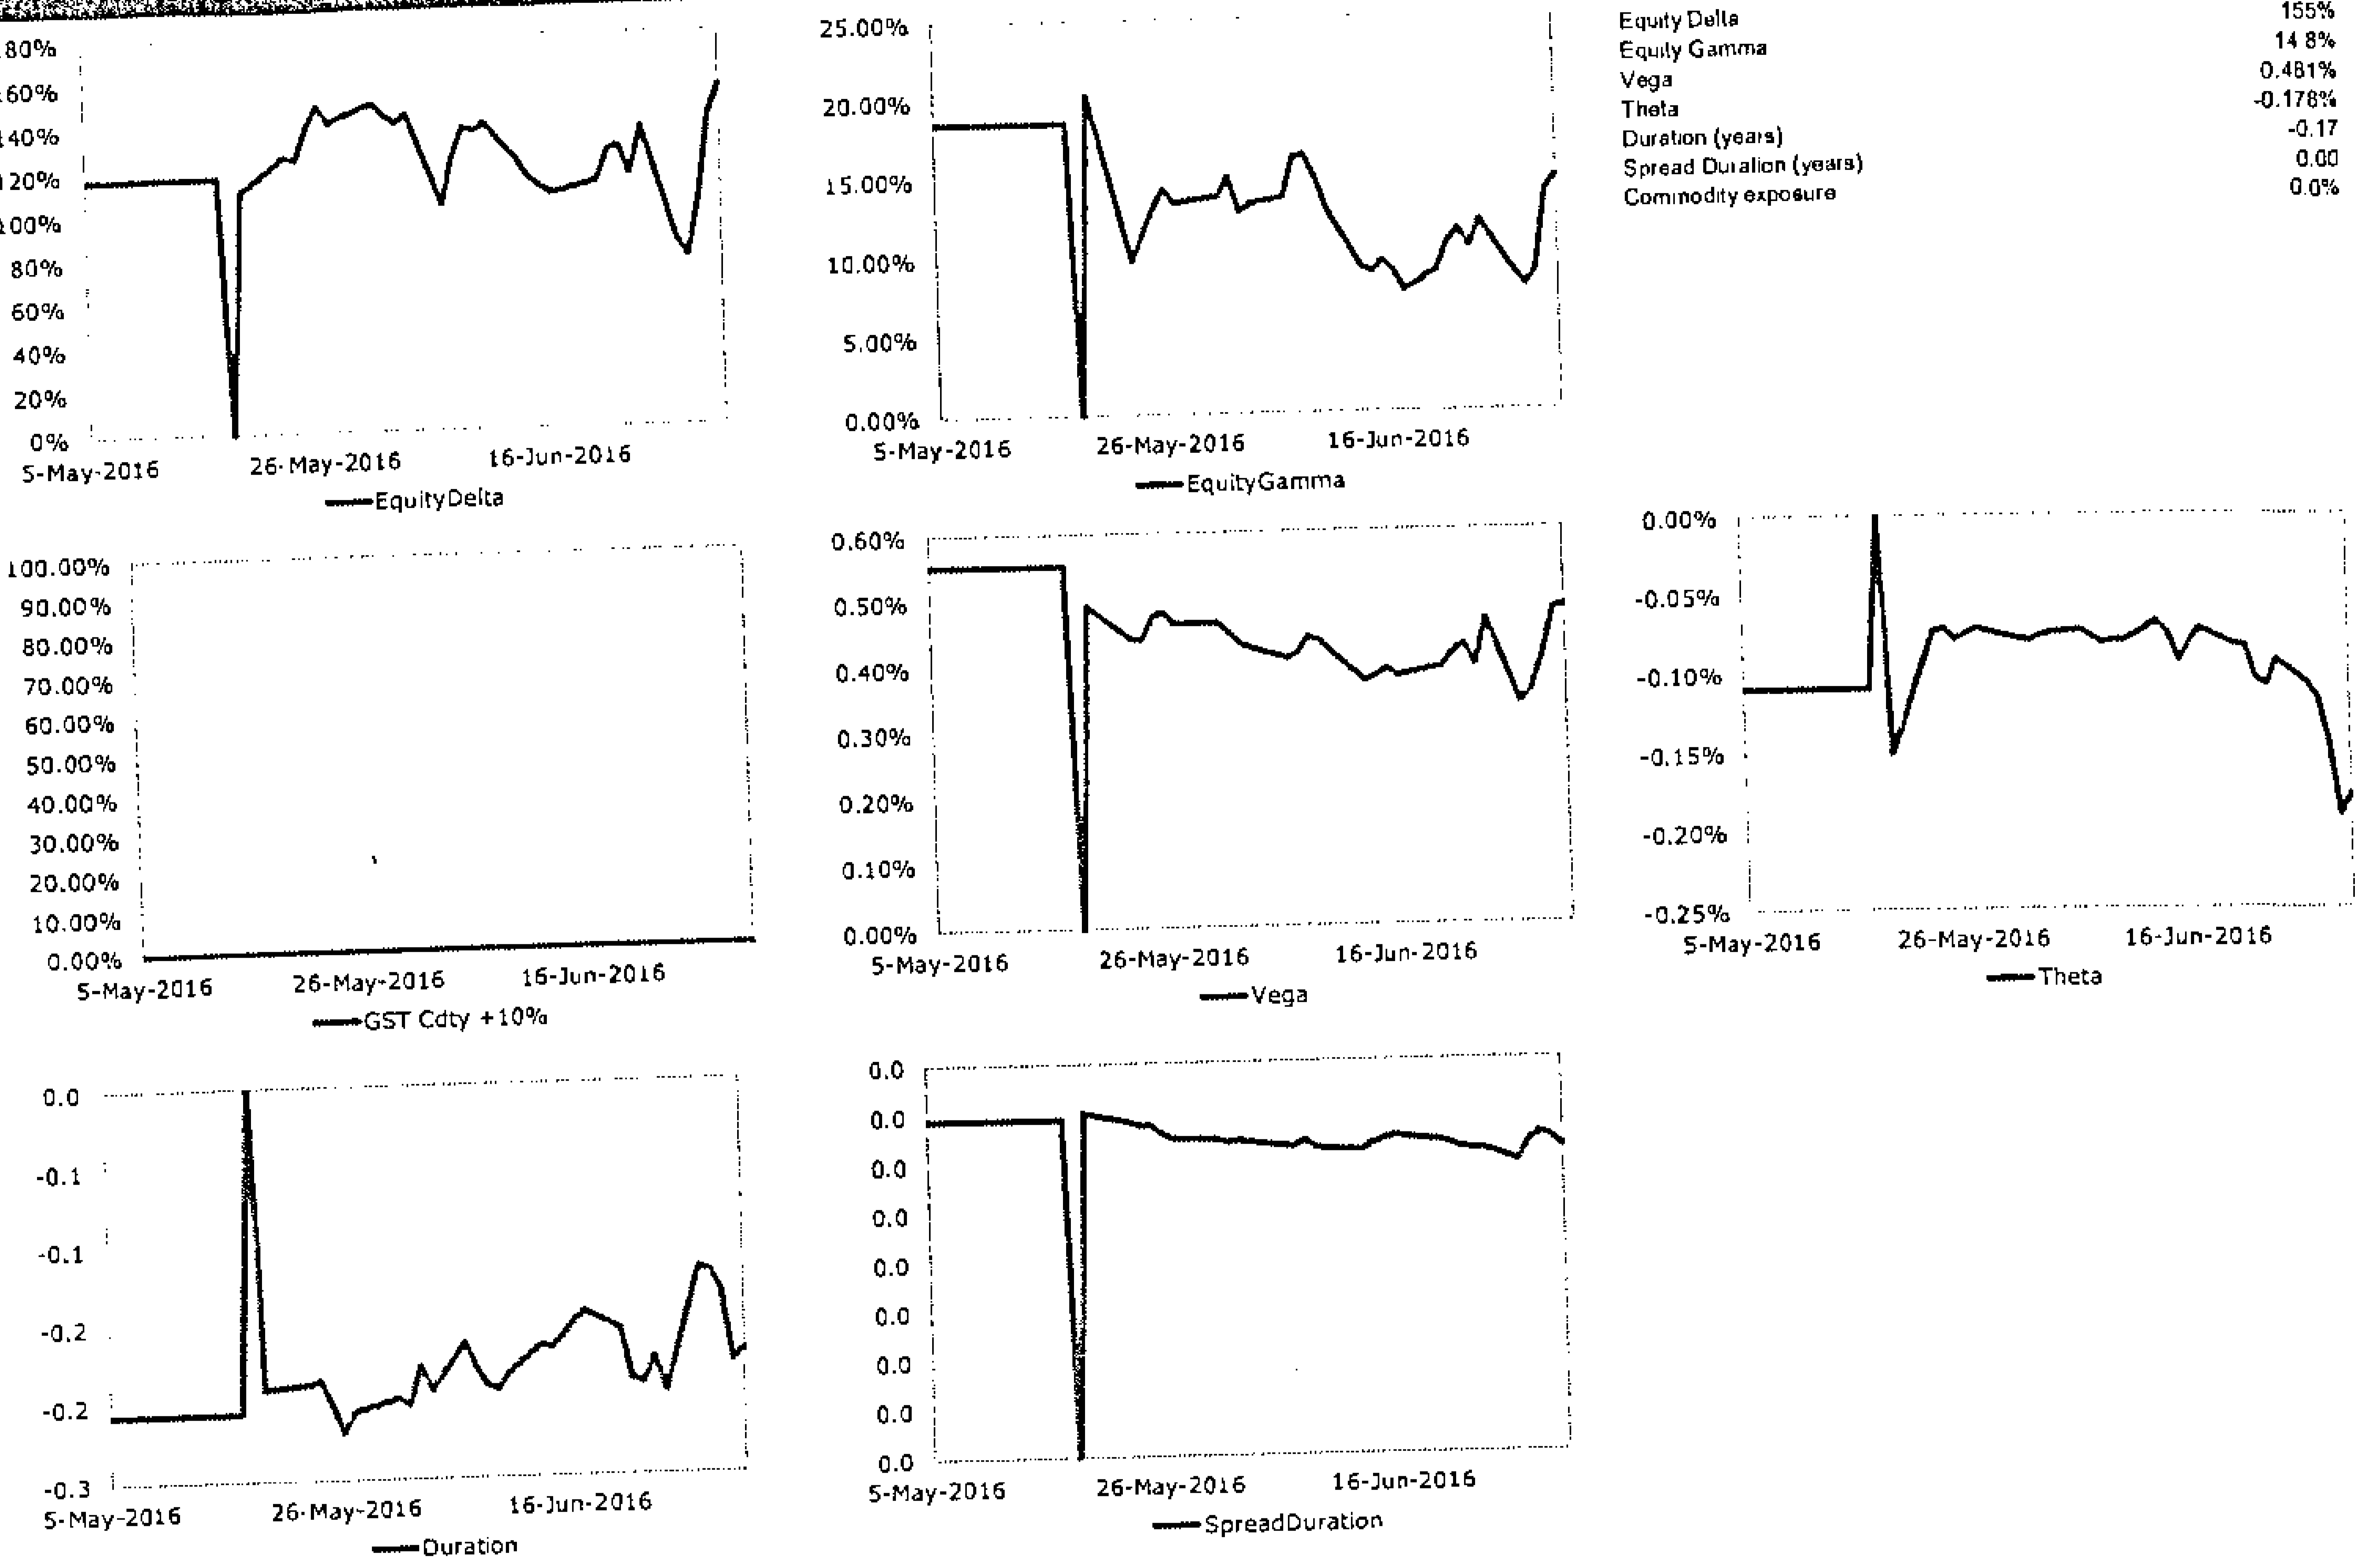 Equity Delta 155%
Equity Gamma 14 8%
Vega 0.481%
Theta -0.178%
Duration (years) -0.17
Spread Duration (years) 0.00
Commodity exposure 0.0%
80%
60%
140%
120%
100%
80%
60%
40%
20%
0%
5-May-2016 26-May-2016 16-Jun-2016
EquityDelta
25.00%
20.00%
15.00%
10.00%
5.00%
0.00%
5-May-2016 26-May-2016 16-Jun-2016
EquityGamma
100.00%
90.00%
80.00%
70.00%
60.00%
50.00%
40.00%
30.00%
20.00%
10.00%
0.00%
5-May-2016 26-May-2016 16-Jun-2016
GST Cdty +10%
0.60%
0.50%
0.40%
0.30%
0.20%
0.10%
0.00%
5-May-2016 26-May-2016 16-Jun-2016
Vega
0.00%
-0.05%
-0.10%
-0.15%
-0.20%
-0.25%
5-May-2016 26-May-2016 16-Jun-2016
Theta
0.0
-0.1
-0.1
-0.2
-0.2
-0.3
5-May-2016 26-May-2016 16-Jun-2016
Duration
0.0
0.0
0.0
0.0
0.0
0.0
0.0
0.0
0.0
5-May-2016 26-May-2016 16-Jun-2016
SpreadDuration